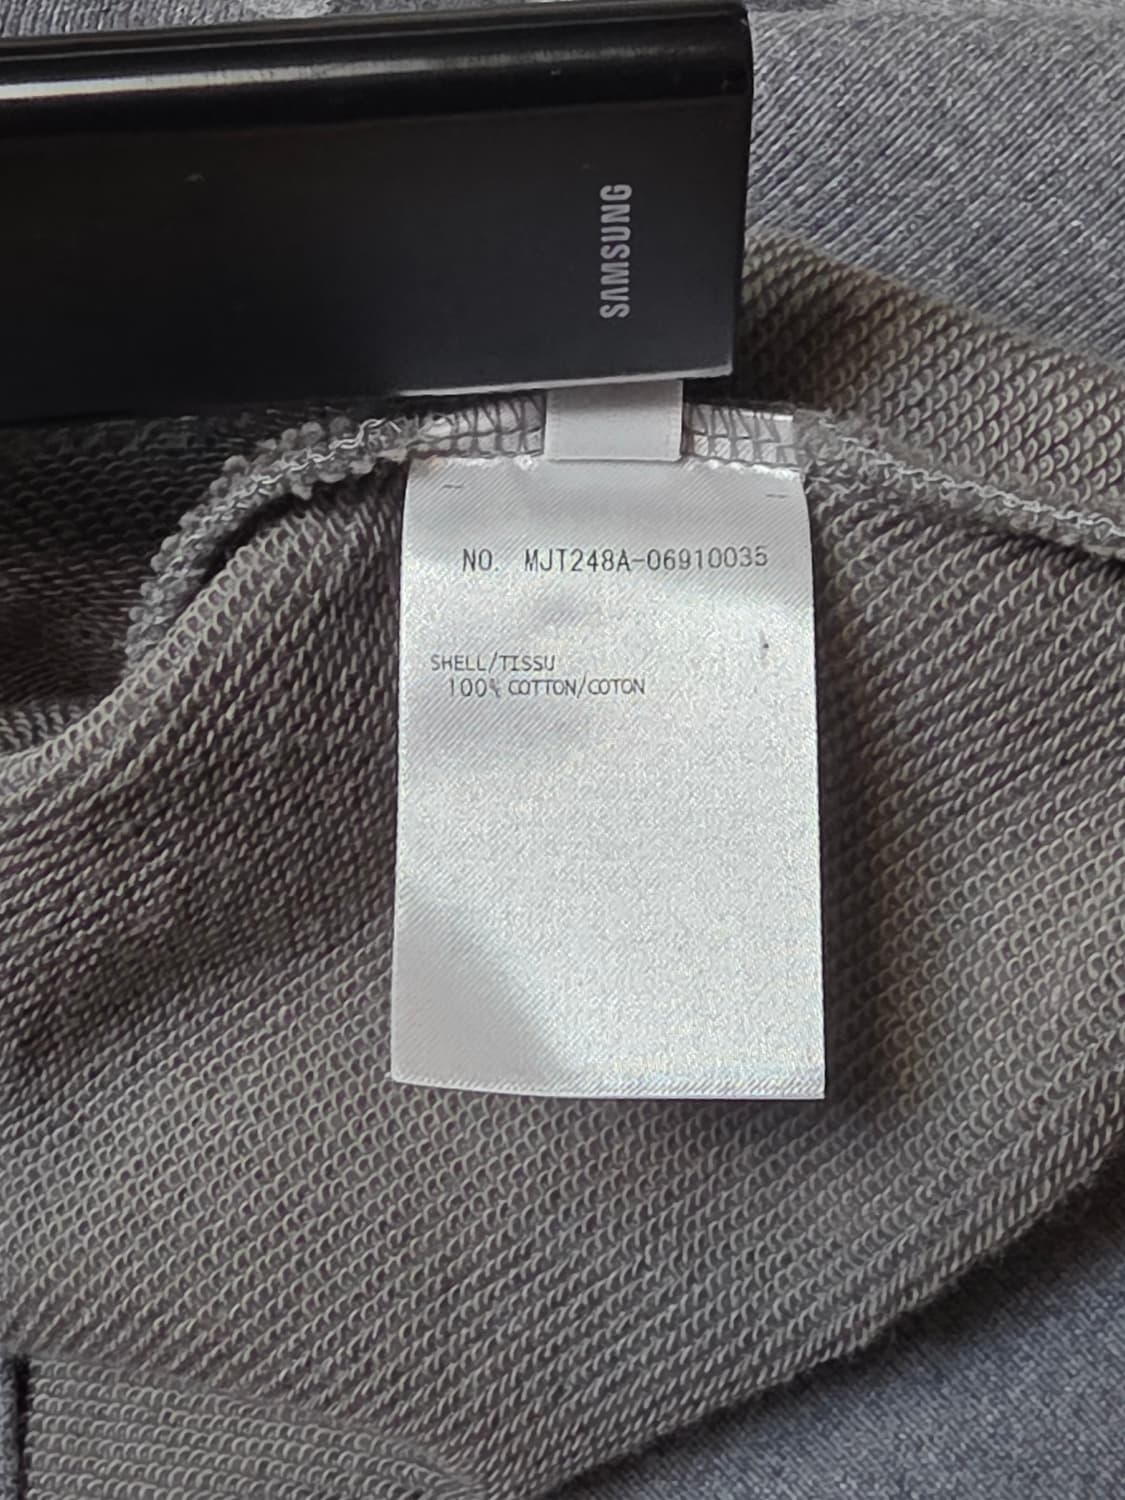 SAMSUNG
NO. MJT248A-06910035
SHELL/TISSU
100% COTTON/COTON